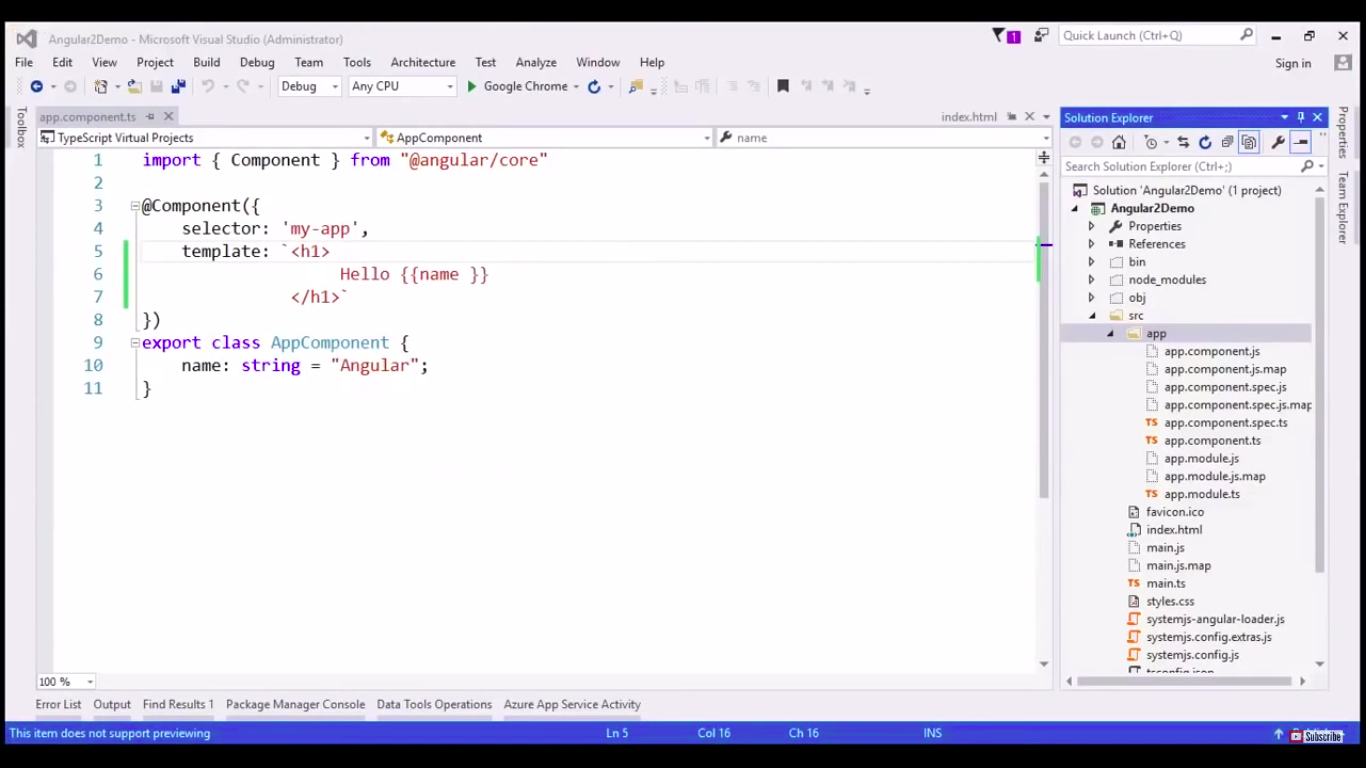 Angular2Demo - Microsoft Visual Studio (Administrator)
1
Quick Launch (Ctrl+Q)
File Edit View Project Build Debug Team Tools Architecture Test Analyze Window Help
Sign in
Debug Any CPU Google Chrome
Toolbox
app.component.ts
index.html
TypeScript Virtual Projects AppComponent name
1 import { Component } from "@angular/core"
2
3 @Component({
4 selector: 'my-app',
5 template: `<h1>
6 Hello {{name }}
7 </h1>`
8 })
9 export class AppComponent {
10 name: string = "Angular";
11 }
100 %
Solution Explorer
Search Solution Explorer (Ctrl+;)
Solution 'Angular2Demo' (1 project)
Angular2Demo
Properties
References
bin
node_modules
obj
src
app
app.component.js
app.component.js.map
app.component.spec.js
app.component.spec.js.map
app.component.spec.ts
app.component.ts
app.module.js
app.module.js.map
app.module.ts
favicon.ico
index.html
main.js
main.js.map
main.ts
styles.css
systemjs-angular-loader.js
systemjs.config.extras.js
systemjs.config.js
tsconfig.json
Properties
Team Explorer
Error List Output Find Results 1 Package Manager Console Data Tools Operations Azure App Service Activity
This item does not support previewing Ln 5 Col 16 Ch 16 INS
Subscribe